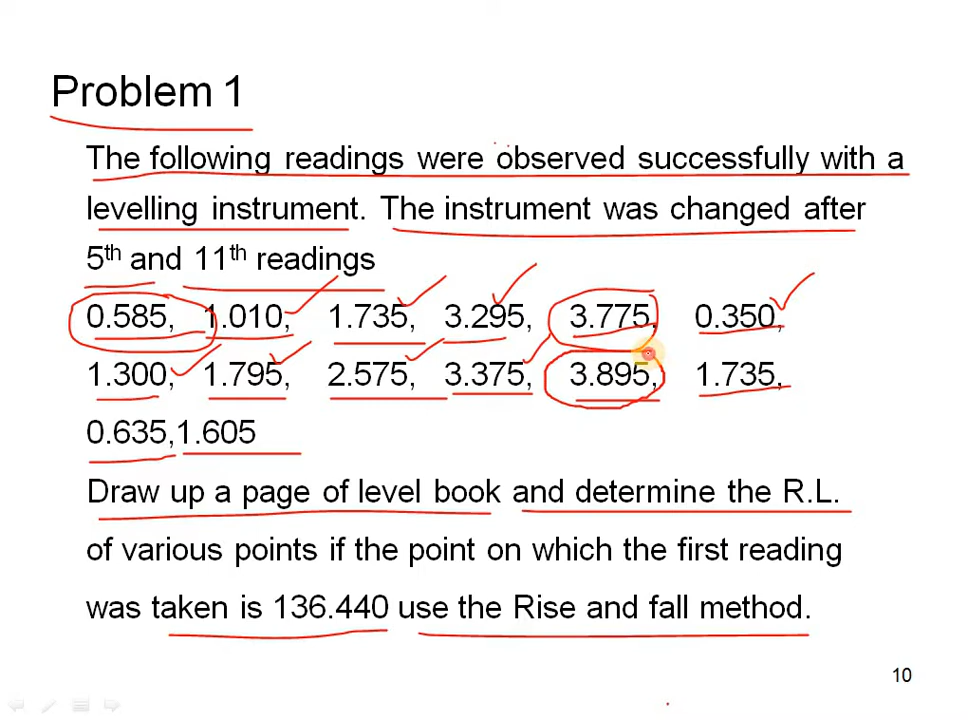 Problem 1
The following readings were observed successfully with a
levelling instrument. The instrument was changed after
5th and 11th readings
0.585, 1.010, 1.735, 3.295, 3.775, 0.350,
1.300, 1.795, 2.575, 3.375, 3.895, 1.735,
0.635,1.605
Draw up a page of level book and determine the R.L.
of various points if the point on which the first reading
was taken is 136.440 use the Rise and fall method.
10